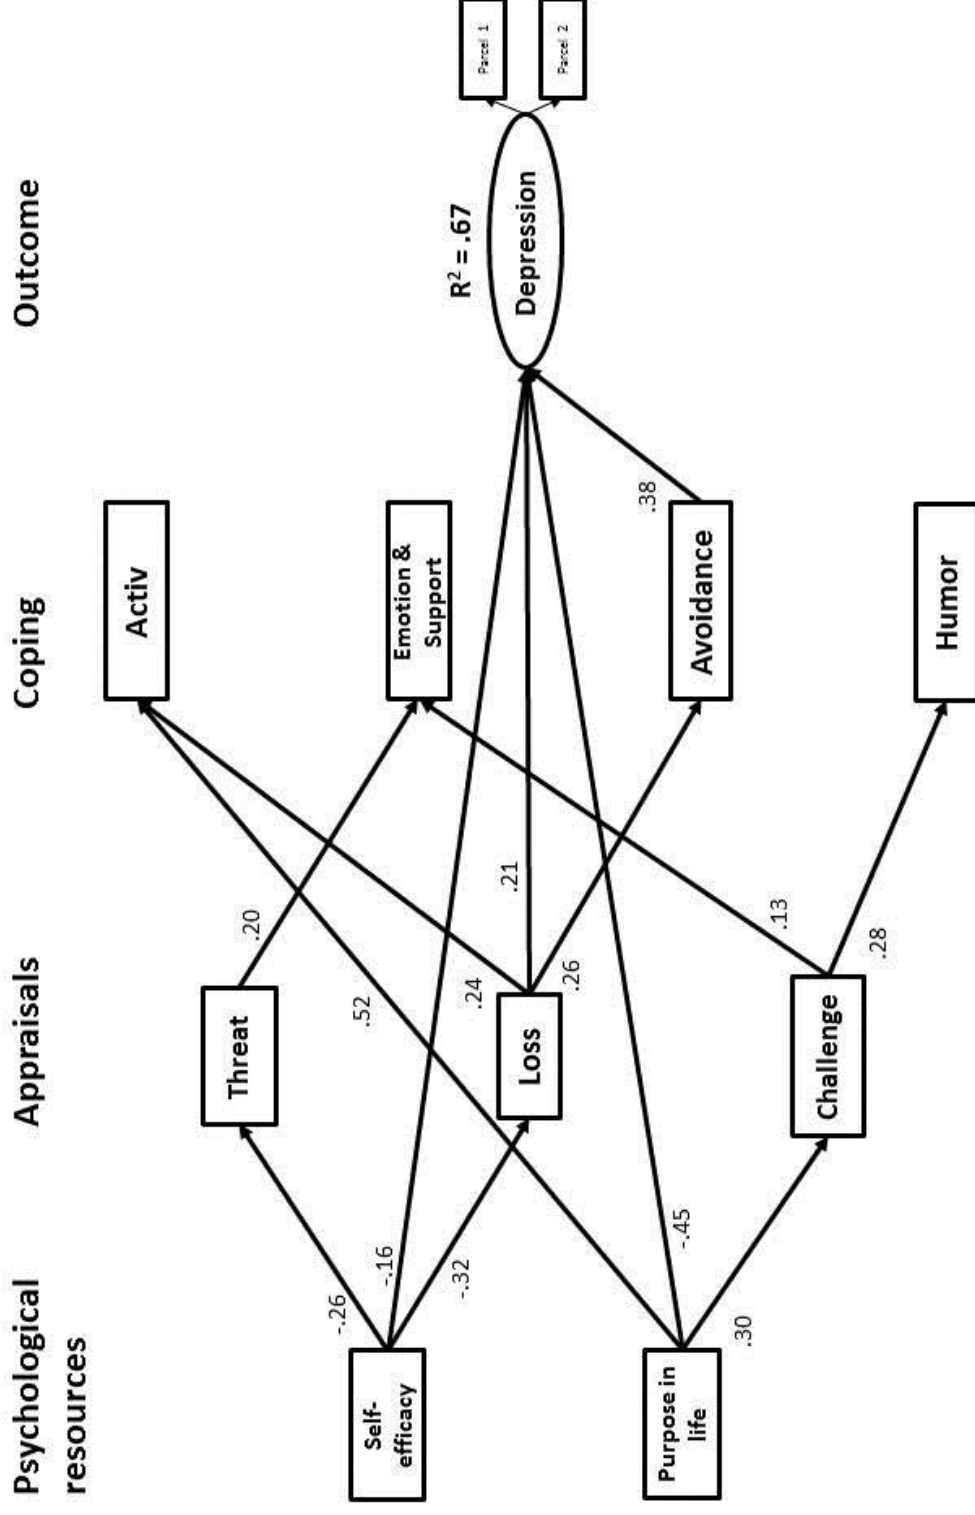 Psychological
resources
Appraisals
Coping
Outcome
Self-
efficacy
Purpose in
life
-.26
-.16
-.32
-.45
.30
Threat
Loss
Challenge
.20
.52
.24
.21
.26
.13
.28
Activ
Emotion &
Support
Avoidance
Humor
.38
R² = .67
Depression
Parcel 1
Parcel 2